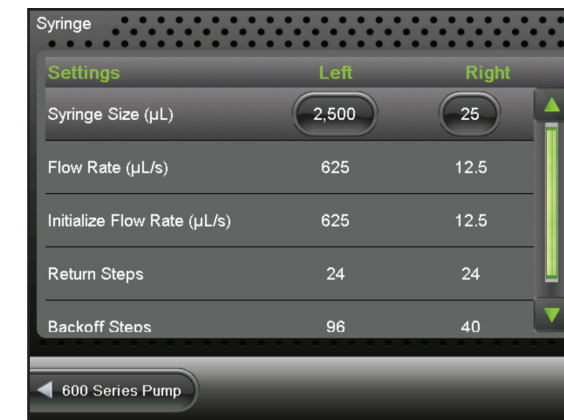 Syringe
Settings Left Right
Syringe Size (µL) 2,500 25
Flow Rate (µL/s) 625 12.5
Initialize Flow Rate (µL/s) 625 12.5
Return Steps 24 24
Backoff Steps 96 40
600 Series Pump